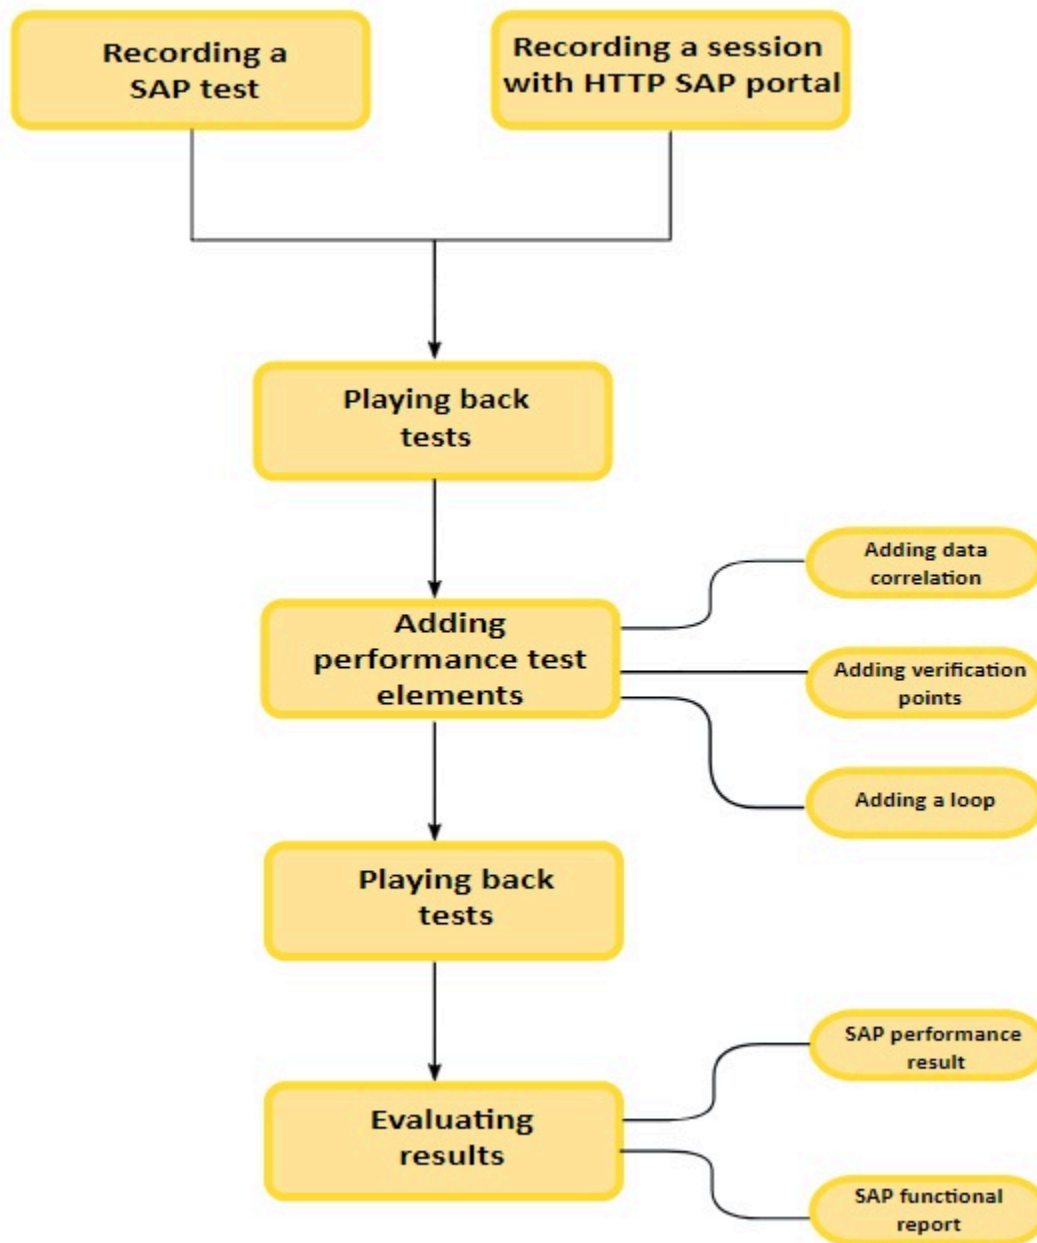 Recording a
SAP test
Recording a session
with HTTP SAP portal
Playing back
tests
Adding
performance test
elements
Adding data
correlation
Adding verification
points
Adding a loop
Playing back
tests
Evaluating
results
SAP performance
result
SAP functional
report